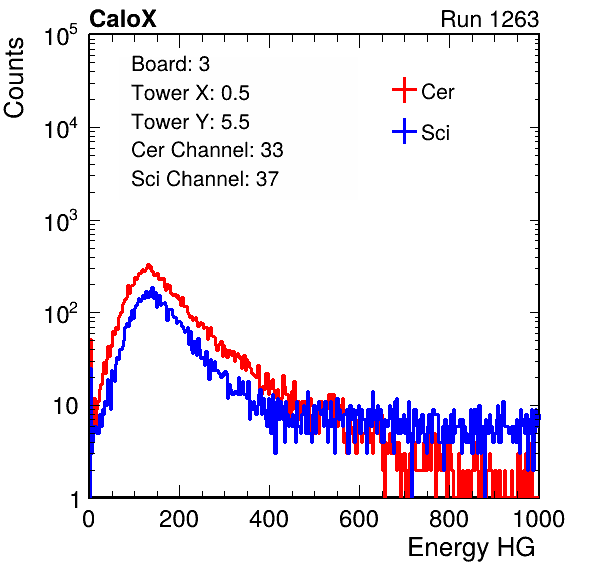 CaloX Run 1263
Counts
10^5
10^4
10^3
10^2
10
1
Board: 3
Tower X: 0.5
Tower Y: 5.5
Cer Channel: 33
Sci Channel: 37
Cer
Sci
0 200 400 600 800 1000
Energy HG